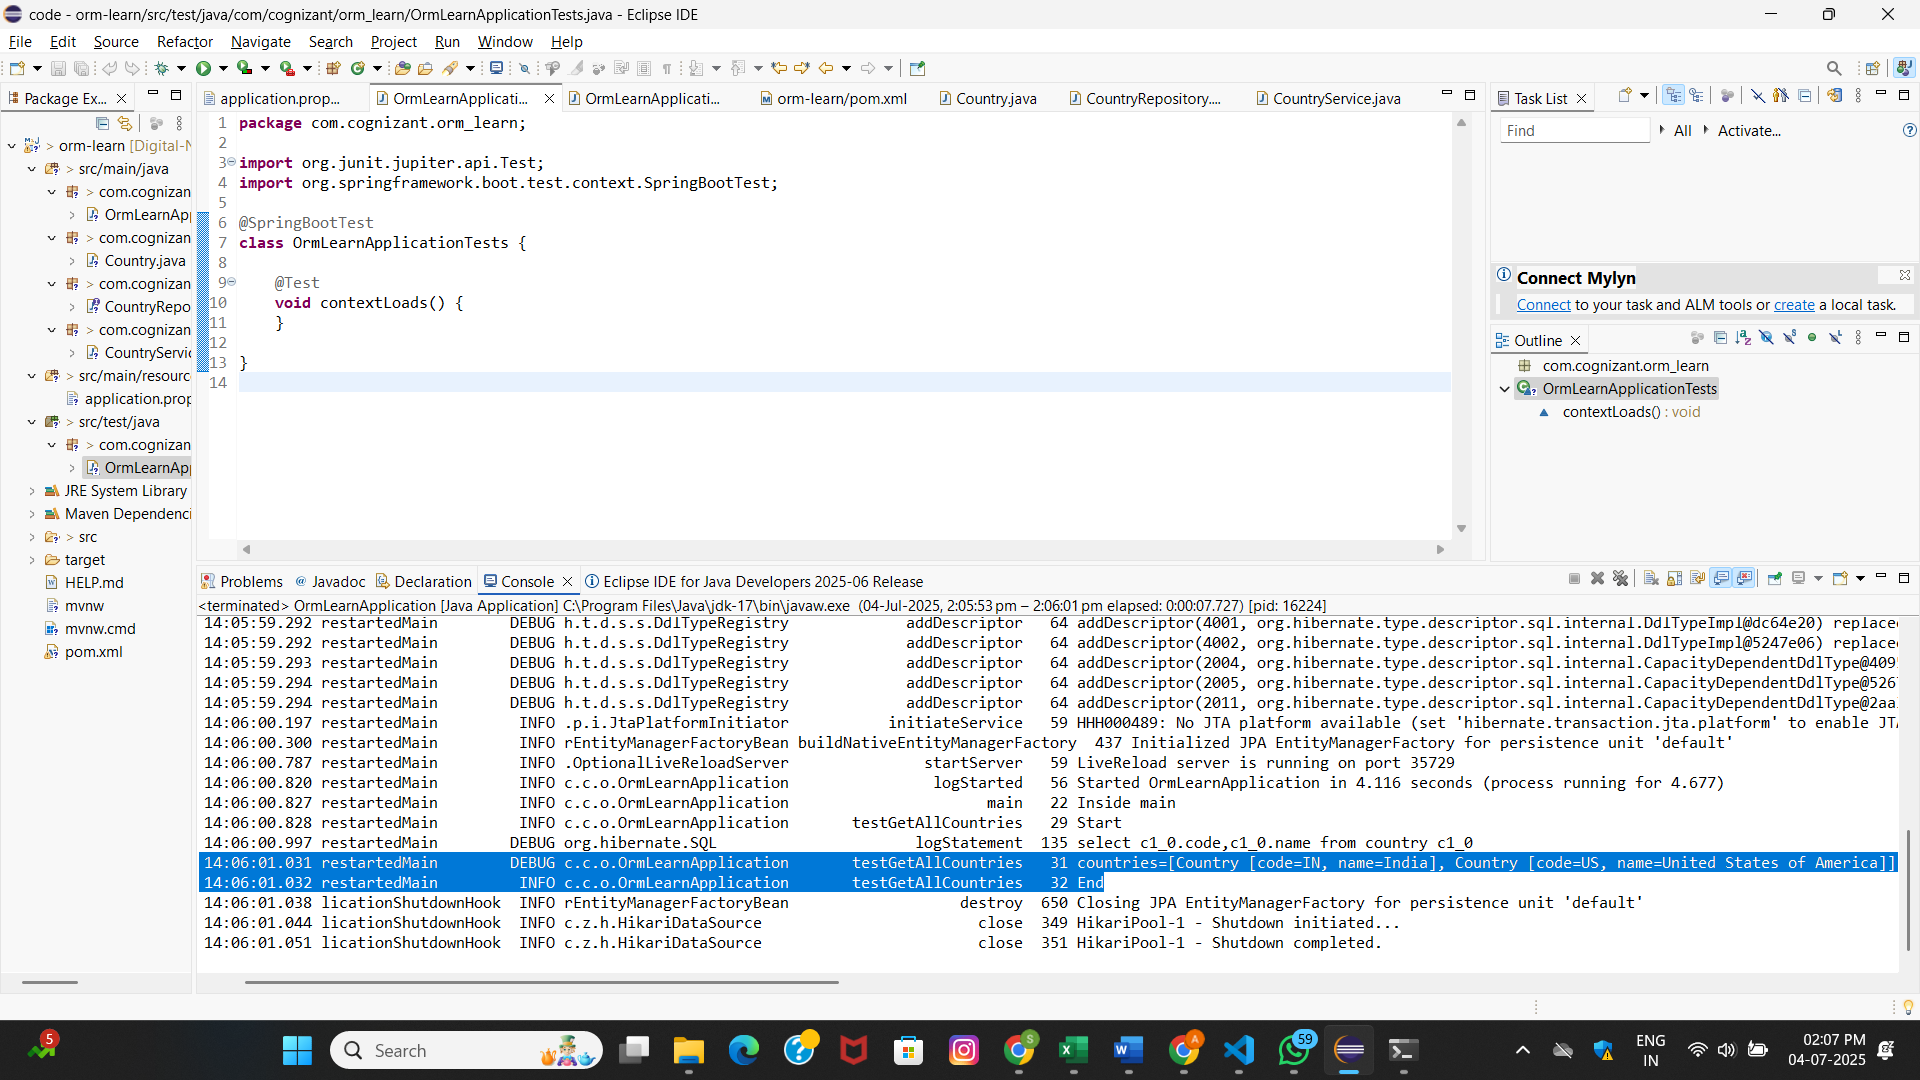 code - orm-learn/src/test/java/com/cognizant/orm_learn/OrmLearnApplicationTests.java - Eclipse IDE
File Edit Source Refactor Navigate Search Project Run Window Help
Package Ex...
orm-learn [Digital-N
src/main/java
com.cognizan
OrmLearnAp
com.cognizan
Country.java
com.cognizan
CountryRepo
com.cognizan
CountryServic
src/main/resourc
application.prop
src/test/java
com.cognizan
OrmLearnAp
JRE System Library
Maven Dependenci
src
target
HELP.md
mvnw
mvnw.cmd
pom.xml
application.prop... OrmLearnApplicati... OrmLearnApplicati... orm-learn/pom.xml Country.java CountryRepository.... CountryService.java
1 package com.cognizant.orm_learn;
2
3 import org.junit.jupiter.api.Test;
4 import org.springframework.boot.test.context.SpringBootTest;
5
6 @SpringBootTest
7 class OrmLearnApplicationTests {
8
9 @Test
10 void contextLoads() {
11 }
12
13 }
14
Task List
Find All Activate...
Connect Mylyn
Connect to your task and ALM tools or create a local task.
Outline
com.cognizant.orm_learn
OrmLearnApplicationTests
contextLoads() : void
Problems Javadoc Declaration Console Eclipse IDE for Java Developers 2025-06 Release
<terminated> OrmLearnApplication [Java Application] C:\Program Files\Java\jdk-17\bin\javaw.exe (04-Jul-2025, 2:05:53 pm – 2:06:01 pm elapsed: 0:00:07.727) [pid: 16224]
14:05:59.292 restartedMain DEBUG h.t.d.s.s.DdlTypeRegistry addDescriptor 64 addDescriptor(4001, org.hibernate.type.descriptor.sql.internal.DdlTypeImpl@dc64e20) replace
14:05:59.292 restartedMain DEBUG h.t.d.s.s.DdlTypeRegistry addDescriptor 64 addDescriptor(4002, org.hibernate.type.descriptor.sql.internal.DdlTypeImpl@5247e06) replace
14:05:59.293 restartedMain DEBUG h.t.d.s.s.DdlTypeRegistry addDescriptor 64 addDescriptor(2004, org.hibernate.type.descriptor.sql.internal.CapacityDependentDdlType@409
14:05:59.294 restartedMain DEBUG h.t.d.s.s.DdlTypeRegistry addDescriptor 64 addDescriptor(2005, org.hibernate.type.descriptor.sql.internal.CapacityDependentDdlType@526
14:05:59.294 restartedMain DEBUG h.t.d.s.s.DdlTypeRegistry addDescriptor 64 addDescriptor(2011, org.hibernate.type.descriptor.sql.internal.CapacityDependentDdlType@2aa
14:06:00.197 restartedMain INFO .p.i.JtaPlatformInitiator initiateService 59 HHH000489: No JTA platform available (set 'hibernate.transaction.jta.platform' to enable JTA
14:06:00.300 restartedMain INFO rEntityManagerFactoryBean buildNativeEntityManagerFactory 437 Initialized JPA EntityManagerFactory for persistence unit 'default'
14:06:00.787 restartedMain INFO .OptionalLiveReloadServer startServer 59 LiveReload server is running on port 35729
14:06:00.820 restartedMain INFO c.c.o.OrmLearnApplication logStarted 56 Started OrmLearnApplication in 4.116 seconds (process running for 4.677)
14:06:00.827 restartedMain INFO c.c.o.OrmLearnApplication main 22 Inside main
14:06:00.828 restartedMain INFO c.c.o.OrmLearnApplication testGetAllCountries 29 Start
14:06:00.997 restartedMain DEBUG org.hibernate.SQL logStatement 135 select c1_0.code,c1_0.name from country c1_0
14:06:01.031 restartedMain DEBUG c.c.o.OrmLearnApplication testGetAllCountries 31 countries=[Country [code=IN, name=India], Country [code=US, name=United States of America]]
14:06:01.032 restartedMain INFO c.c.o.OrmLearnApplication testGetAllCountries 32 End
14:06:01.038 licationShutdownHook INFO rEntityManagerFactoryBean destroy 650 Closing JPA EntityManagerFactory for persistence unit 'default'
14:06:01.044 licationShutdownHook INFO c.z.h.HikariDataSource close 349 HikariPool-1 - Shutdown initiated...
14:06:01.051 licationShutdownHook INFO c.z.h.HikariDataSource close 351 HikariPool-1 - Shutdown completed.
5 Search 59 ENG 02:07 PM
IN 04-07-2025